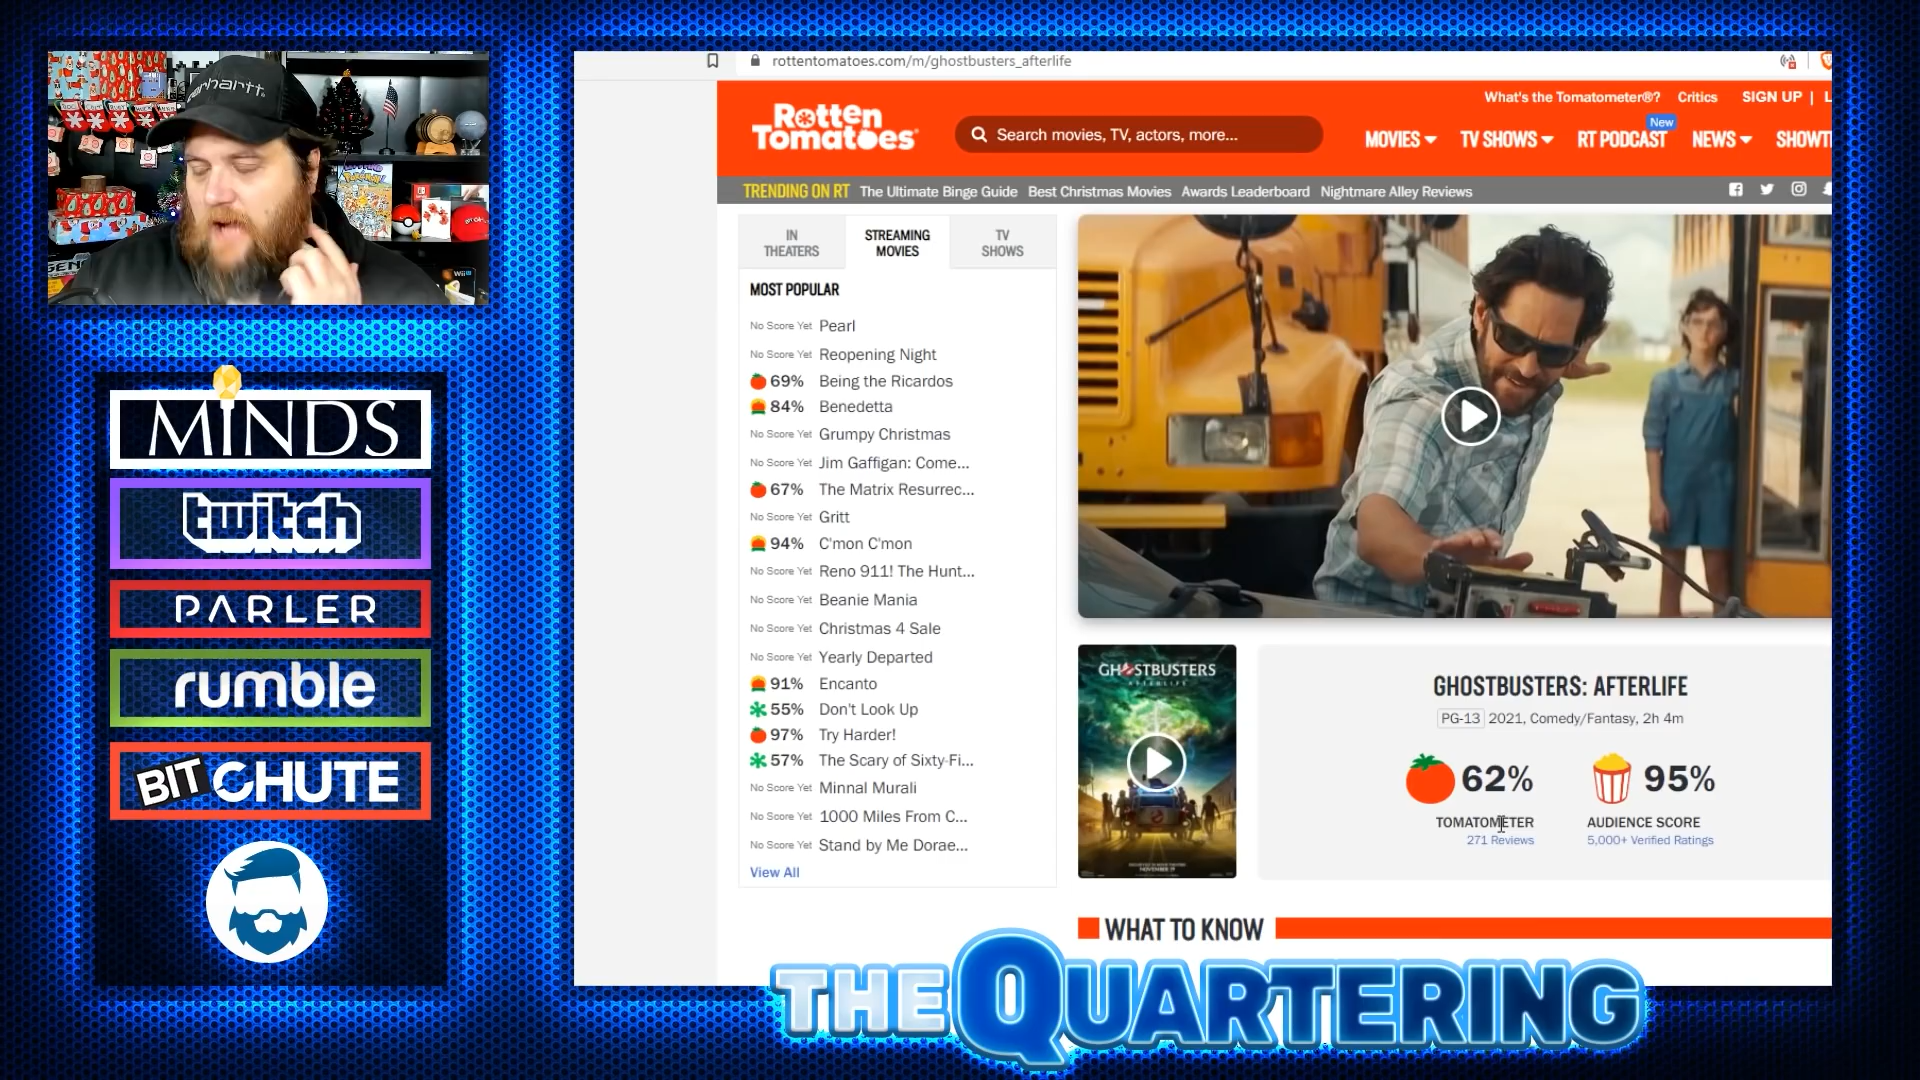 carhartt.
MINDS
twitch
PARLER
rumble
BITCHUTE
rottentomatoes.com/m/ghostbusters_afterlife
Rotten Tomatoes
Search movies, TV, actors, more...
What's the Tomatometer®? Critics SIGN UP | L
New
MOVIES TV SHOWS RT PODCAST NEWS SHOWTI
TRENDING ON RT The Ultimate Binge Guide Best Christmas Movies Awards Leaderboard Nightmare Alley Reviews
IN THEATERS
STREAMING MOVIES
TV SHOWS
MOST POPULAR
No Score Yet Pearl
No Score Yet Reopening Night
69% Being the Ricardos
84% Benedetta
No Score Yet Grumpy Christmas
No Score Yet Jim Gaffigan: Come...
67% The Matrix Resurrec...
No Score Yet Gritt
94% C'mon C'mon
No Score Yet Reno 911! The Hunt...
No Score Yet Beanie Mania
No Score Yet Christmas 4 Sale
No Score Yet Yearly Departed
91% Encanto
55% Don't Look Up
97% Try Harder!
57% The Scary of Sixty-Fi...
No Score Yet Minnal Murali
No Score Yet 1000 Miles From C...
No Score Yet Stand by Me Dorae...
View All
GHOSTBUSTERS
AFTERLIFE
GHOSTBUSTERS: AFTERLIFE
PG-13 2021, Comedy/Fantasy, 2h 4m
62% 95%
TOMATOMETER AUDIENCE SCORE
271 Reviews 5,000+ Verified Ratings
WHAT TO KNOW
THE QUARTERING